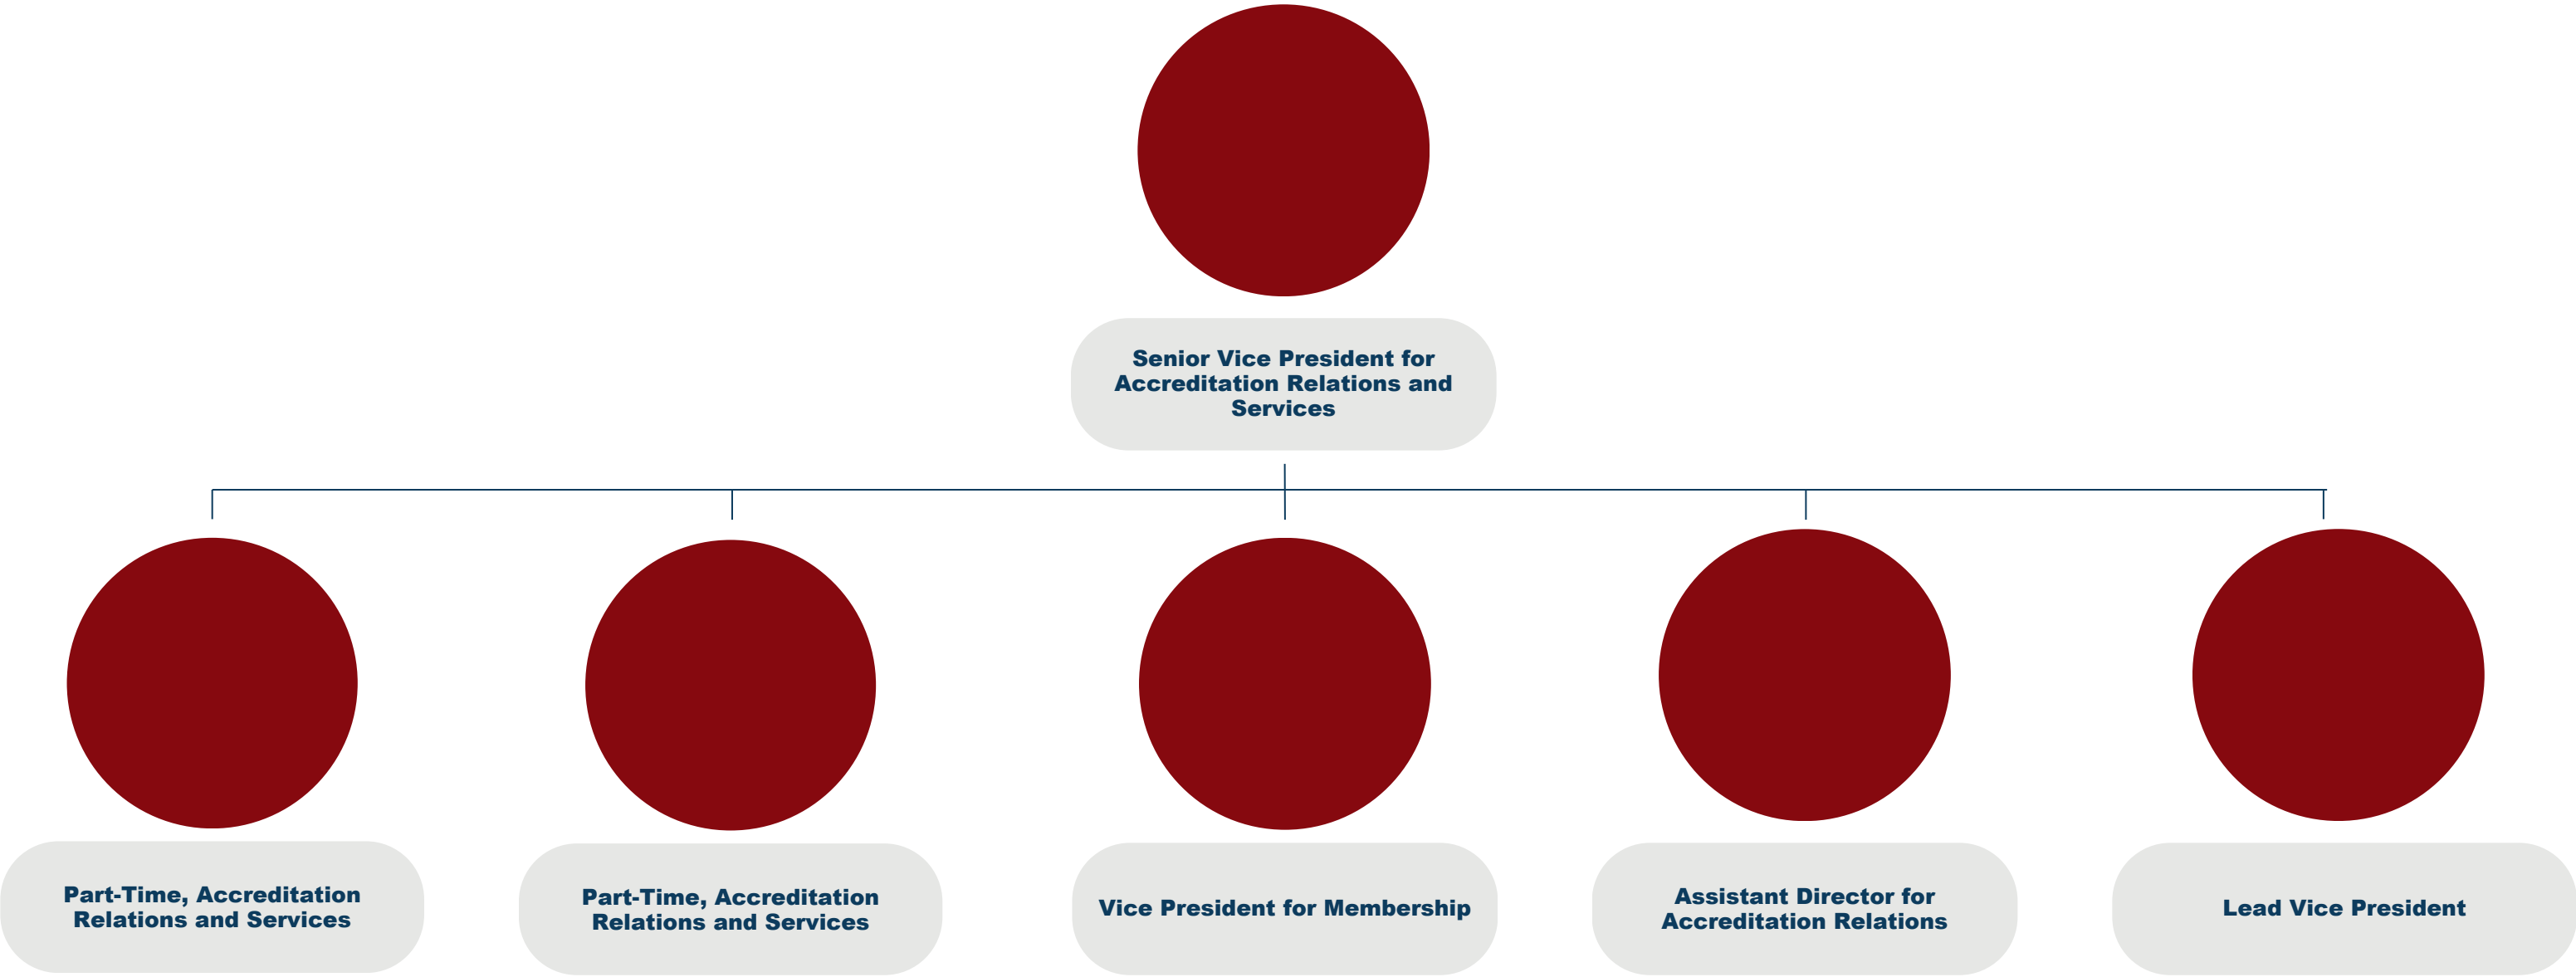 Senior Vice President for
Accreditation Relations and
Services
Part-Time, Accreditation
Relations and Services
Part-Time, Accreditation
Relations and Services
Vice President for Membership
Assistant Director for
Accreditation Relations
Lead Vice President